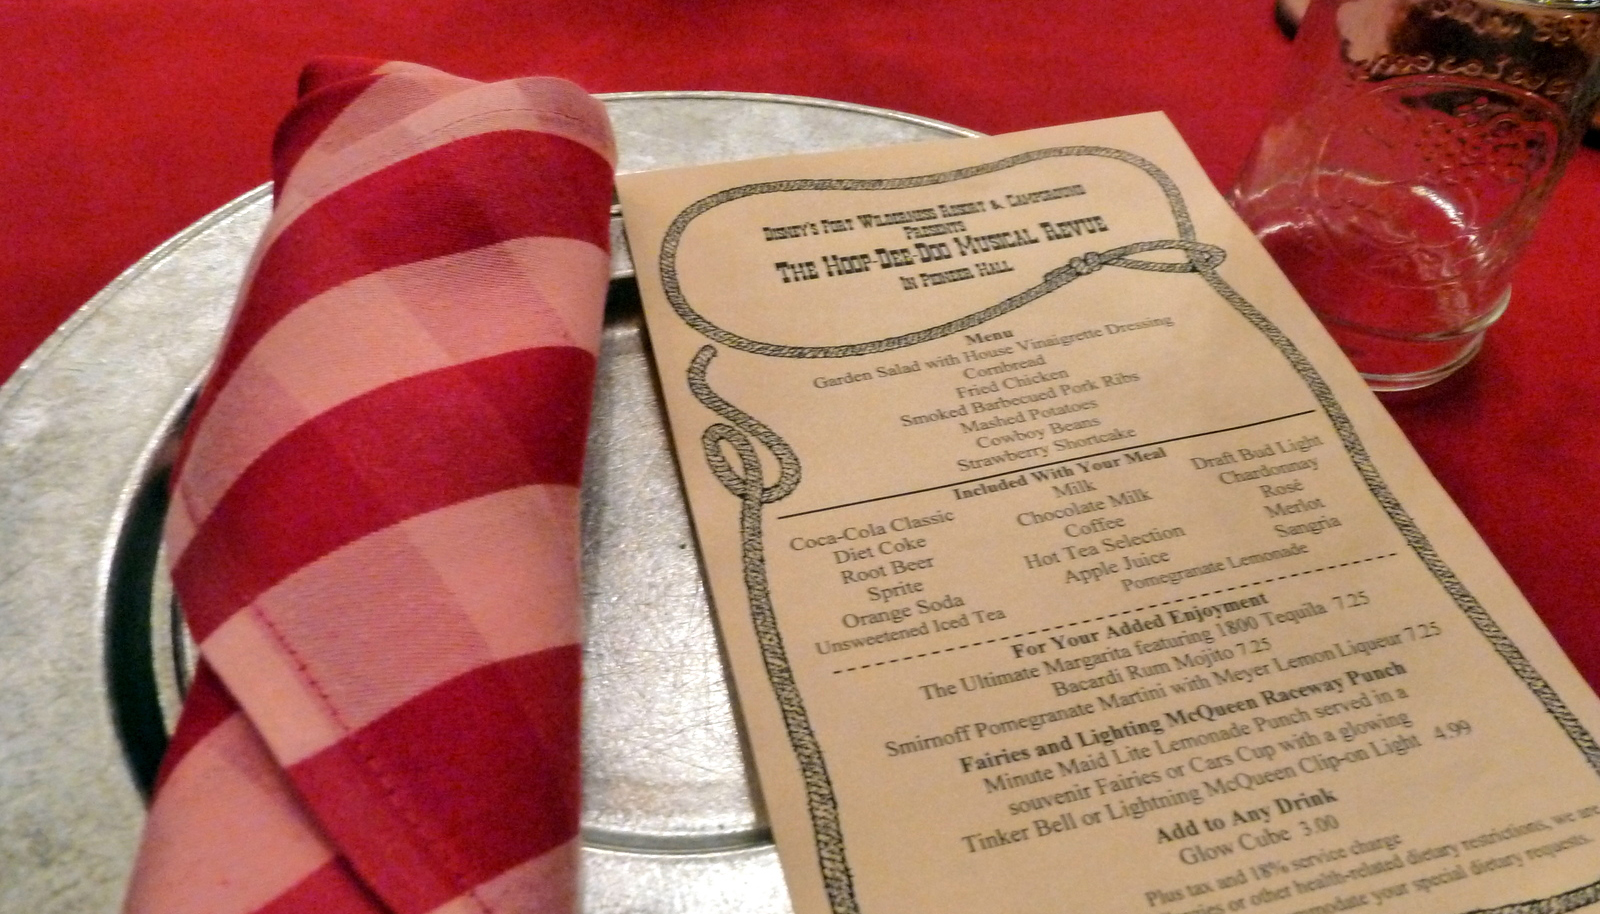 Disney's Fort Wilderness Resort & Campground
Presents
The Hoop-Dee-Doo Musical Revue
In Pioneer Hall
Menu
Garden Salad with House Vinaigrette Dressing
Cornbread
Fried Chicken
Smoked Barbecued Pork Ribs
Mashed Potatoes
Cowboy Beans
Strawberry Shortcake
Included With Your Meal
Coca-Cola Classic
Diet Coke
Root Beer
Sprite
Orange Soda
Unsweetened Iced Tea
Milk
Chocolate Milk
Coffee
Hot Tea Selection
Apple Juice
Pomegranate Lemonade
Draft Bud Light
Chardonnay
Rosé
Merlot
Sangria
For Your Added Enjoyment
The Ultimate Margarita featuring 1800 Tequila 7.25
Bacardi Rum Mojito 7.25
Smirnoff Pomegranate Martini with Meyer Lemon Liqueur 7.25
Fairies and Lighting McQueen Raceway Punch
Minute Maid Lite Lemonade Punch served in a
souvenir Fairies or Cars Cup with a glowing
Tinker Bell or Lightning McQueen Clip-on Light 4.99
Add to Any Drink
Glow Cube 3.00
Plus tax and 18% service charge
or other health-related dietary restrictions, we are
your special dietary requests.